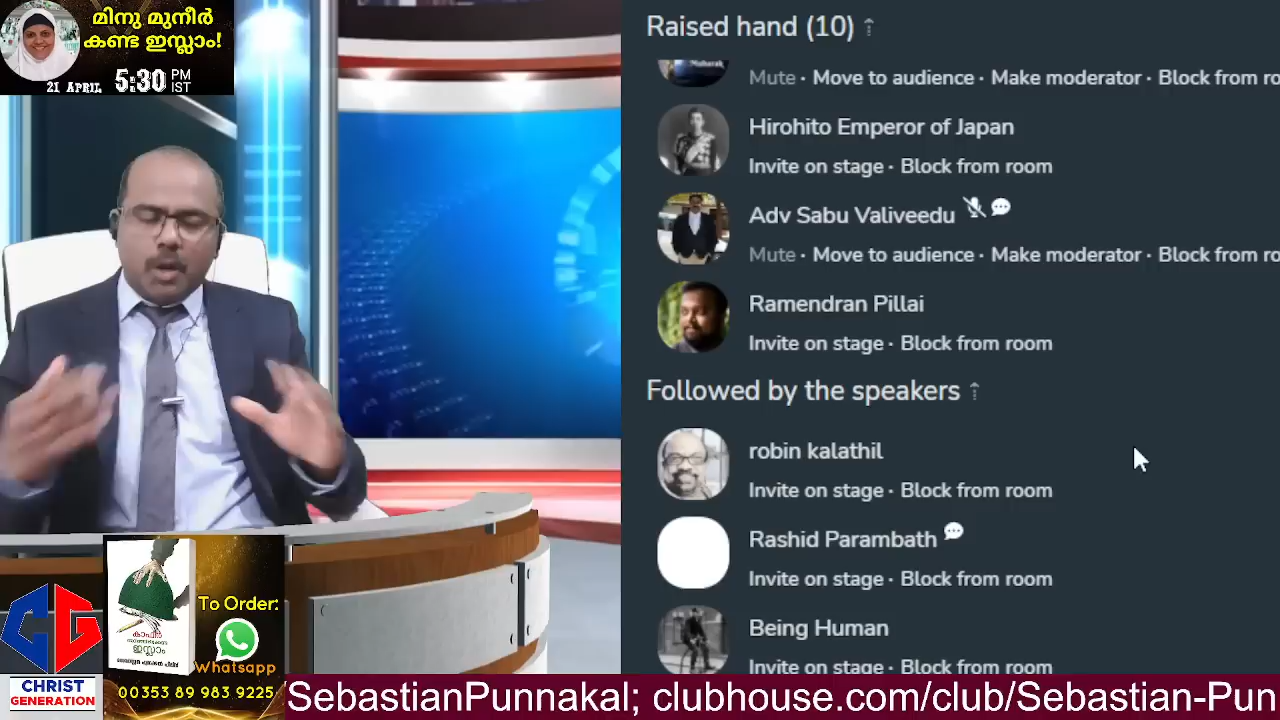 മിനു മുനീർ
കണ്ട ഇസ്ലാം!
21 APRIL 5:30 PM IST
Raised hand (10)
Mute · Move to audience · Make moderator · Block from ro
Hirohito Emperor of Japan
Invite on stage · Block from room
Adv Sabu Valiveedu
Mute · Move to audience · Make moderator · Block from ro
Ramendran Pillai
Invite on stage · Block from room
Followed by the speakers
robin kalathil
Invite on stage · Block from room
Rashid Parambath
Invite on stage · Block from room
Being Human
Invite on stage · Block from room
CG
CHRIST
GENERATION
കാഫിർ
ഇസ്ലാം
To Order:
Whatsapp
00353 89 983 9225
/SebastianPunnakal; clubhouse.com/club/Sebastian-Pun